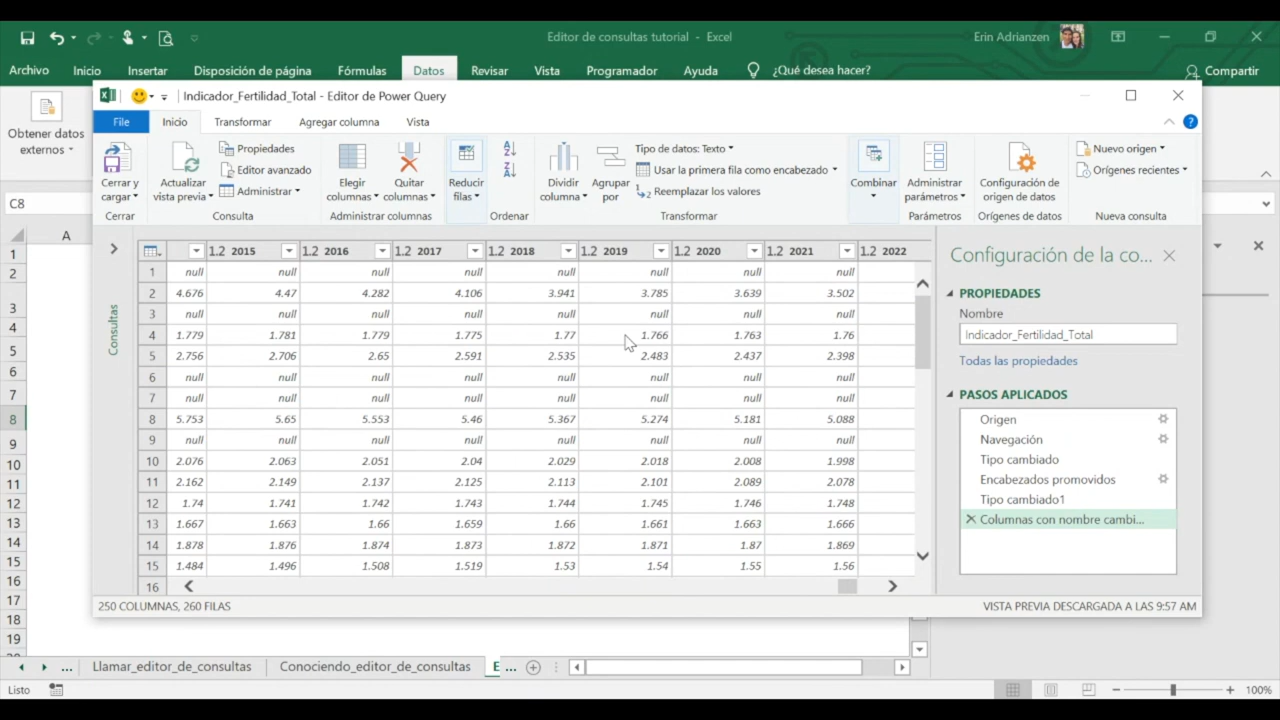 Editor de consultas tutorial - Excel
Erin Adrianzen
Archivo Inicio Insertar Disposición de página Fórmulas Datos Revisar Vista Programador Ayuda ¿Qué desea hacer? Compartir
Obtener datos
externos
Indicador_Fertilidad_Total - Editor de Power Query
File Inicio Transformar Agregar columna Vista
Cerrar y
cargar
Cerrar
Actualizar
vista previa
Propiedades
Editor avanzado
Administrar
Consulta
Elegir
columnas
Quitar
columnas
Administrar columnas
Reducir
filas
Ordenar
Dividir
columna
Agrupar
por
Tipo de datos: Texto
Usar la primera fila como encabezado
Reemplazar los valores
Transformar
Combinar
Administrar
parámetros
Parámetros
Configuración de
origen de datos
Orígenes de datos
Nuevo origen
Orígenes recientes
Nueva consulta
C8
A
1
2
3
4
5
6
7
8
9
10
11
12
13
14
15
16
17
18
19
Consultas
1.2 2015 1.2 2016 1.2 2017 1.2 2018 1.2 2019 1.2 2020 1.2 2021 1.2 2022
1 null null null null null null null null
2 4.676 4.47 4.282 4.106 3.941 3.785 3.639 3.502
3 null null null null null null null null
4 1.779 1.781 1.779 1.775 1.77 1.766 1.763 1.76
5 2.756 2.706 2.65 2.591 2.535 2.483 2.437 2.398
6 null null null null null null null null
7 null null null null null null null null
8 5.753 5.65 5.553 5.46 5.367 5.274 5.181 5.088
9 null null null null null null null null
10 2.076 2.063 2.051 2.04 2.029 2.018 2.008 1.998
11 2.162 2.149 2.137 2.125 2.113 2.101 2.089 2.078
12 1.74 1.741 1.742 1.743 1.744 1.745 1.746 1.748
13 1.667 1.663 1.66 1.659 1.66 1.661 1.663 1.666
14 1.878 1.876 1.874 1.873 1.872 1.871 1.87 1.869
15 1.484 1.496 1.508 1.519 1.53 1.54 1.55 1.56
16
Configuración de la co...
PROPIEDADES
Nombre
Indicador_Fertilidad_Total
Todas las propiedades
PASOS APLICADOS
Origen
Navegación
Tipo cambiado
Encabezados promovidos
Tipo cambiado1
Columnas con nombre cambi...
250 COLUMNAS, 260 FILAS
VISTA PREVIA DESCARGADA A LAS 9:57 AM
... Llamar_editor_de_consultas Conociendo_editor_de_consultas E ...
Listo
100%